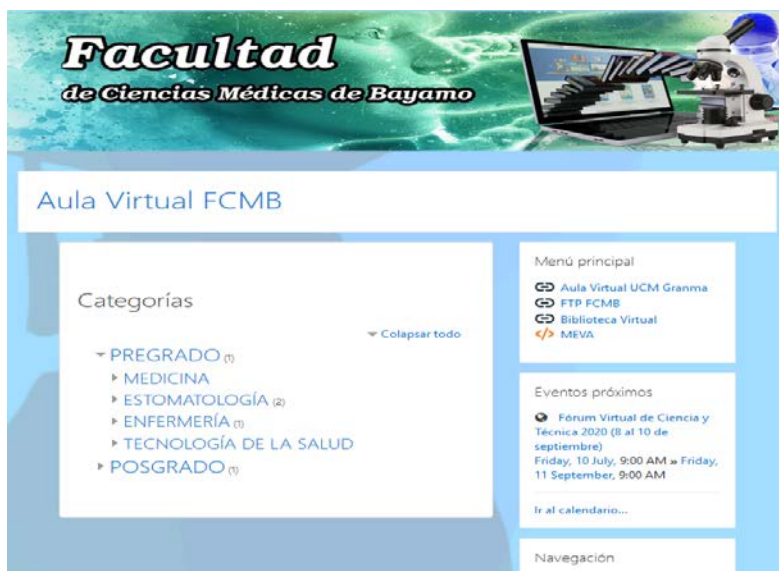 Facultad
de Ciencias Médicas de Bayamo
Aula Virtual FCMB
Categorías
Colapsar todo
PREGRADO (1)
MEDICINA
ESTOMATOLOGÍA (2)
ENFERMERÍA (1)
TECNOLOGÍA DE LA SALUD
POSGRADO (1)
Menú principal
Aula Virtual UCM Granma
FTP FCMB
Biblioteca Virtual
</> MEVA
Eventos próximos
Fórum Virtual de Ciencia y
Técnica 2020 (8 al 10 de
septiembre)
Friday, 10 July, 9:00 AM » Friday,
11 September, 9:00 AM
Ir al calendario...
Navegación